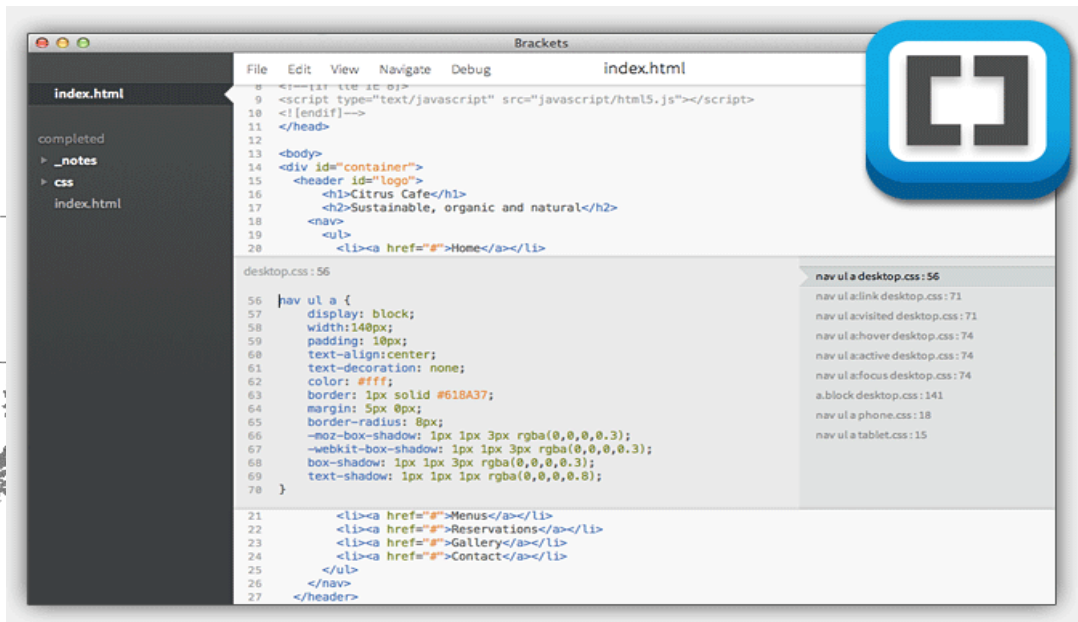 Brackets
File Edit View Navigate Debug index.html
index.html
completed
_notes
css
index.html
8 <!--[if lte IE 8]>
9 <script type="text/javascript" src="javascript/html5.js"></script>
10 <![endif]-->
11 </head>
12
13 <body>
14 <div id="container">
15 <header id="logo">
16 <h1>Citrus Cafe</h1>
17 <h2>Sustainable, organic and natural</h2>
18 <nav>
19 <ul>
20 <li><a href="#">Home</a></li>
desktop.css : 56
56 nav ul a {
57 display: block;
58 width:140px;
59 padding: 10px;
60 text-align:center;
61 text-decoration: none;
62 color: #fff;
63 border: 1px solid #618A37;
64 margin: 5px 0px;
65 border-radius: 8px;
66 -moz-box-shadow: 1px 1px 3px rgba(0,0,0,0.3);
67 -webkit-box-shadow: 1px 1px 3px rgba(0,0,0,0.3);
68 box-shadow: 1px 1px 3px rgba(0,0,0,0.3);
69 text-shadow: 1px 1px 1px rgba(0,0,0,0.8);
70 }
nav ul a desktop.css : 56
nav ul a:link desktop.css : 71
nav ul a:visited desktop.css : 71
nav ul a:hover desktop.css : 74
nav ul a:active desktop.css : 74
nav ul a:focus desktop.css : 74
a.block desktop.css : 141
nav ul a phone.css : 18
nav ul a tablet.css : 15
21 <li><a href="#">Menus</a></li>
22 <li><a href="#">Reservations</a></li>
23 <li><a href="#">Gallery</a></li>
24 <li><a href="#">Contact</a></li>
25 </ul>
26 </nav>
27 </header>